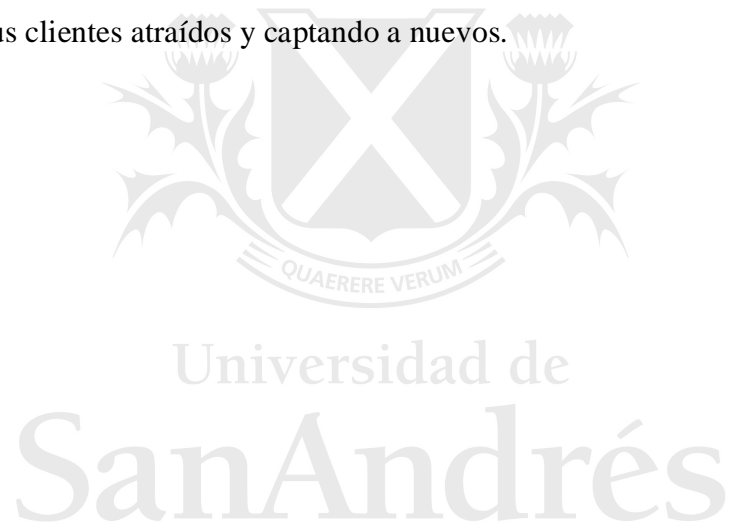 us clientes atraídos y captando a nuevos.
QUAERERE VERUM
Universidad de
SanAndrés